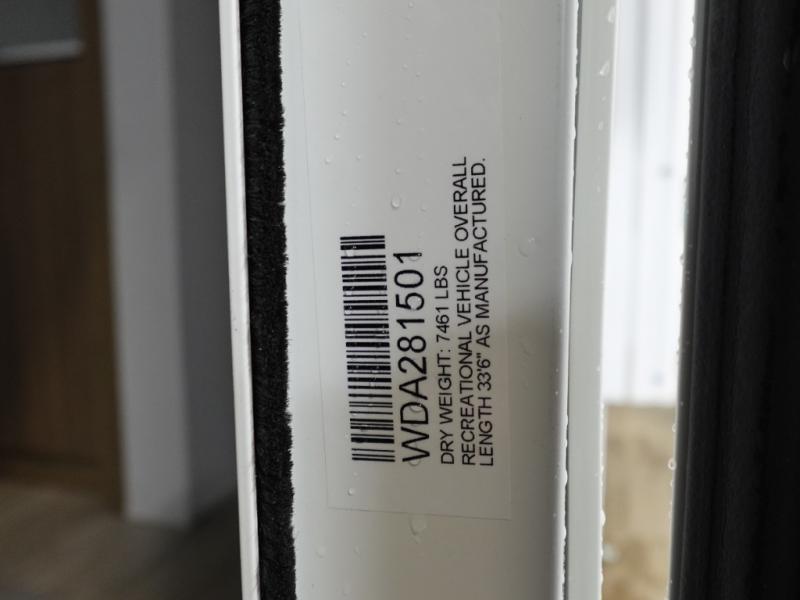 WDA281501
DRY WEIGHT: 7461 LBS
RECREATIONAL VEHICLE OVERALL
LENGTH 33'6" AS MANUFACTURED.